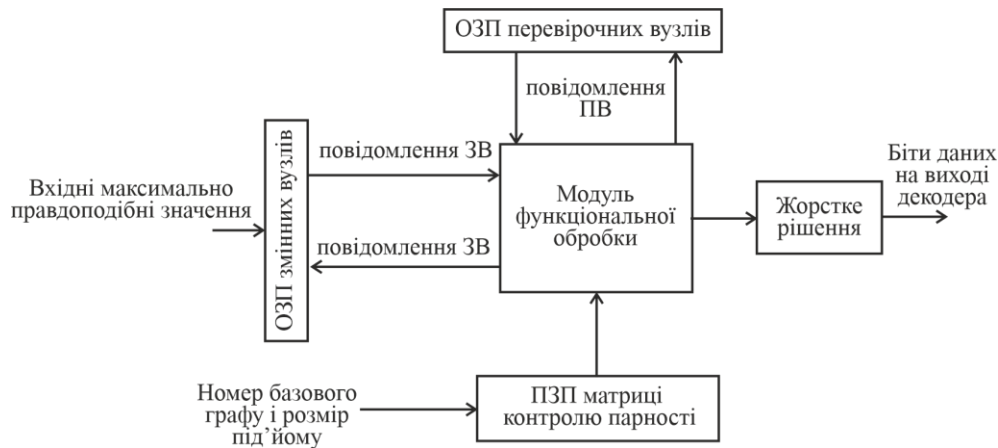 ОЗП перевірочних вузлів
повідомлення
ПВ
повідомлення ЗВ
Вхідні максимально
правдоподібні значення
ОЗП змінних вузлів
повідомлення ЗВ
Модуль
функціональної
обробки
Жорстке
рішення
Біти даних
на виході
декодера
Номер базового
графу і розмір
під’йому
ПЗП матриці
контролю парності